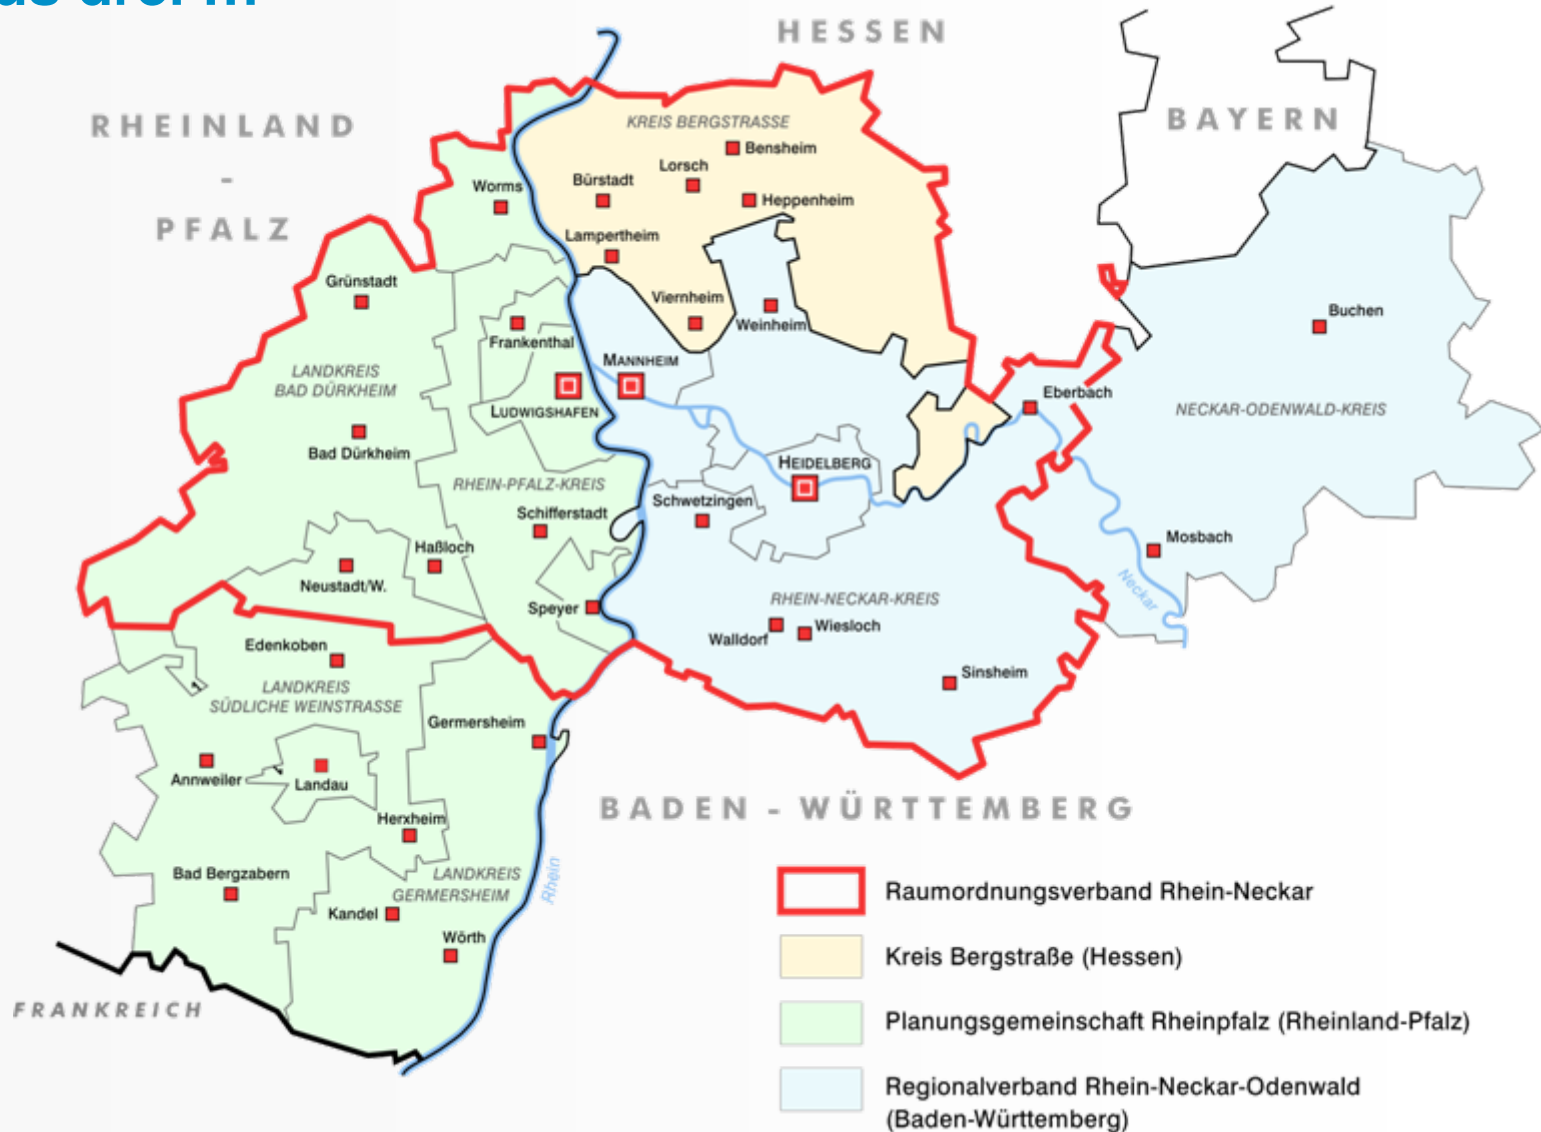 HESSEN
RHEINLAND
-
PFALZ
BAYERN
KREIS BERGSTRASSE
Bensheim
Lorsch
Bürstadt
Heppenheim
Worms
Lampertheim
Grünstadt
Viernheim
Weinheim
Buchen
Frankenthal
MANNHEIM
LANDKREIS
BAD DÜRKHEIM
LUDWIGSHAFEN
Eberbach
NECKAR-ODENWALD-KREIS
Bad Dürkheim
HEIDELBERG
RHEIN-PFALZ-KREIS
Schwetzingen
Schifferstadt
Mosbach
Haßloch
Neustadt/W.
Neckar
Speyer
RHEIN-NECKAR-KREIS
Walldorf
Wiesloch
Edenkoben
Sinsheim
LANDKREIS
SÜDLICHE WEINSTRASSE
Germersheim
Annweiler
Landau
BADEN - WÜRTTEMBERG
Herxheim
Bad Bergzabern
LANDKREIS
GERMERSHEIM
Rhein
Kandel
Wörth
FRANKREICH
Raumordnungsverband Rhein-Neckar
Kreis Bergstraße (Hessen)
Planungsgemeinschaft Rheinpfalz (Rheinland-Pfalz)
Regionalverband Rhein-Neckar-Odenwald
(Baden-Württemberg)